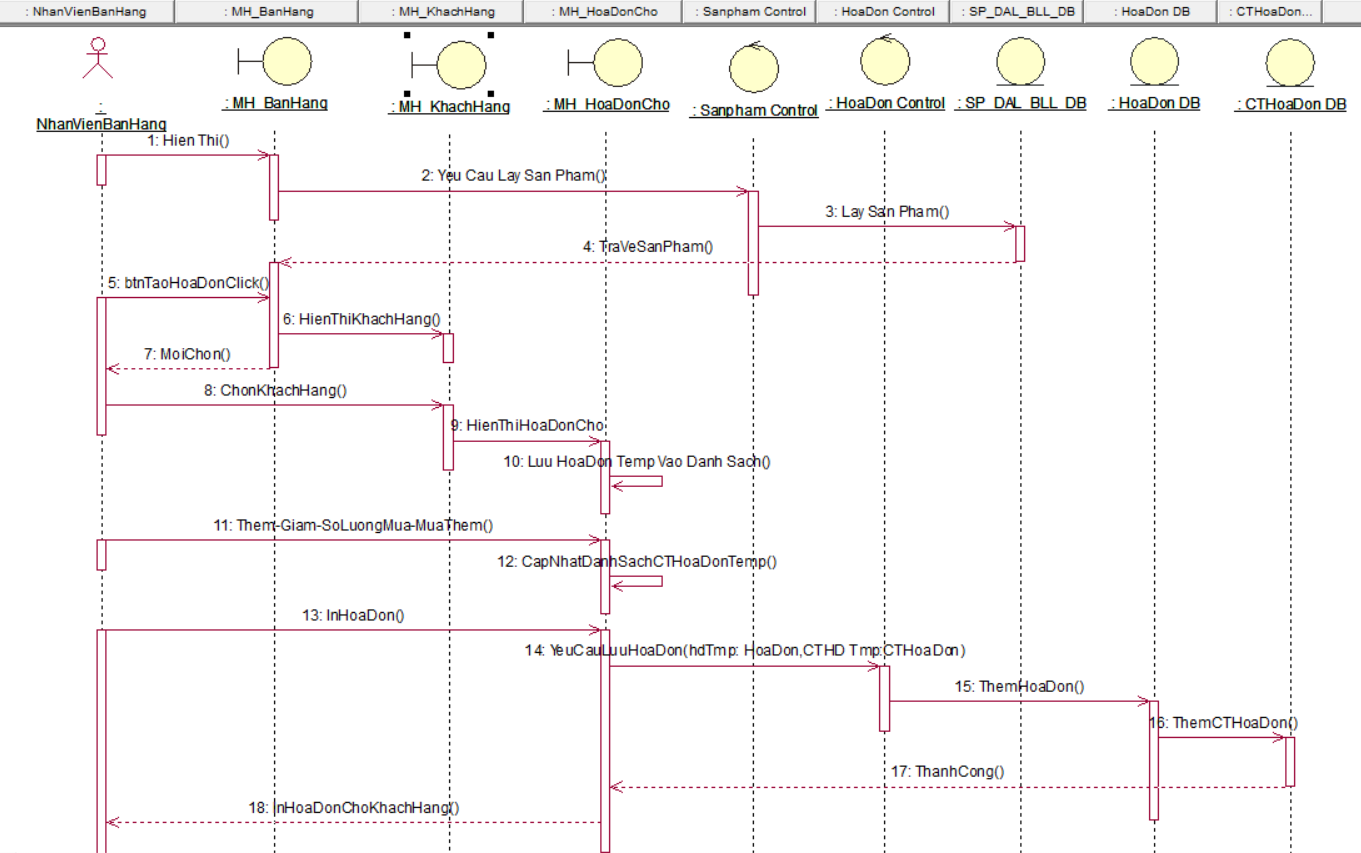 : NhanVienBanHang
: MH_BanHang
: MH_KhachHang
: MH_HoaDonCho
: Sanpham Control
: HoaDon Control
: SP_DAL_BLL_DB
: HoaDon DB
: CTHoaDon...
:
NhanVienBanHang
: MH_BanHang
: MH_KhachHang
: MH_HoaDonCho
: Sanpham Control
: HoaDon Control
: SP_DAL_BLL_DB
: HoaDon DB
: CTHoaDon DB
1: Hien Thi()
2: Yeu Cau Lay San Pham()
3: Lay San Pham()
4: TraVeSanPham()
5: btnTaoHoaDonClick()
6: HienThiKhachHang()
7: MoiChon()
8: ChonKhachHang()
9: HienThiHoaDonCho
10: Luu HoaDon Temp Vao Danh Sach()
11: Them-Giam-SoLuongMua-MuaThem()
12: CapNhatDanhSachCTHoaDonTemp()
13: InHoaDon()
14: YeuCauLuuHoaDon(hdTmp: HoaDon,CTHD Tmp:CTHoaDon)
15: ThemHoaDon()
16: ThemCTHoaDon()
17: ThanhCong()
18: InHoaDonChoKhachHang()